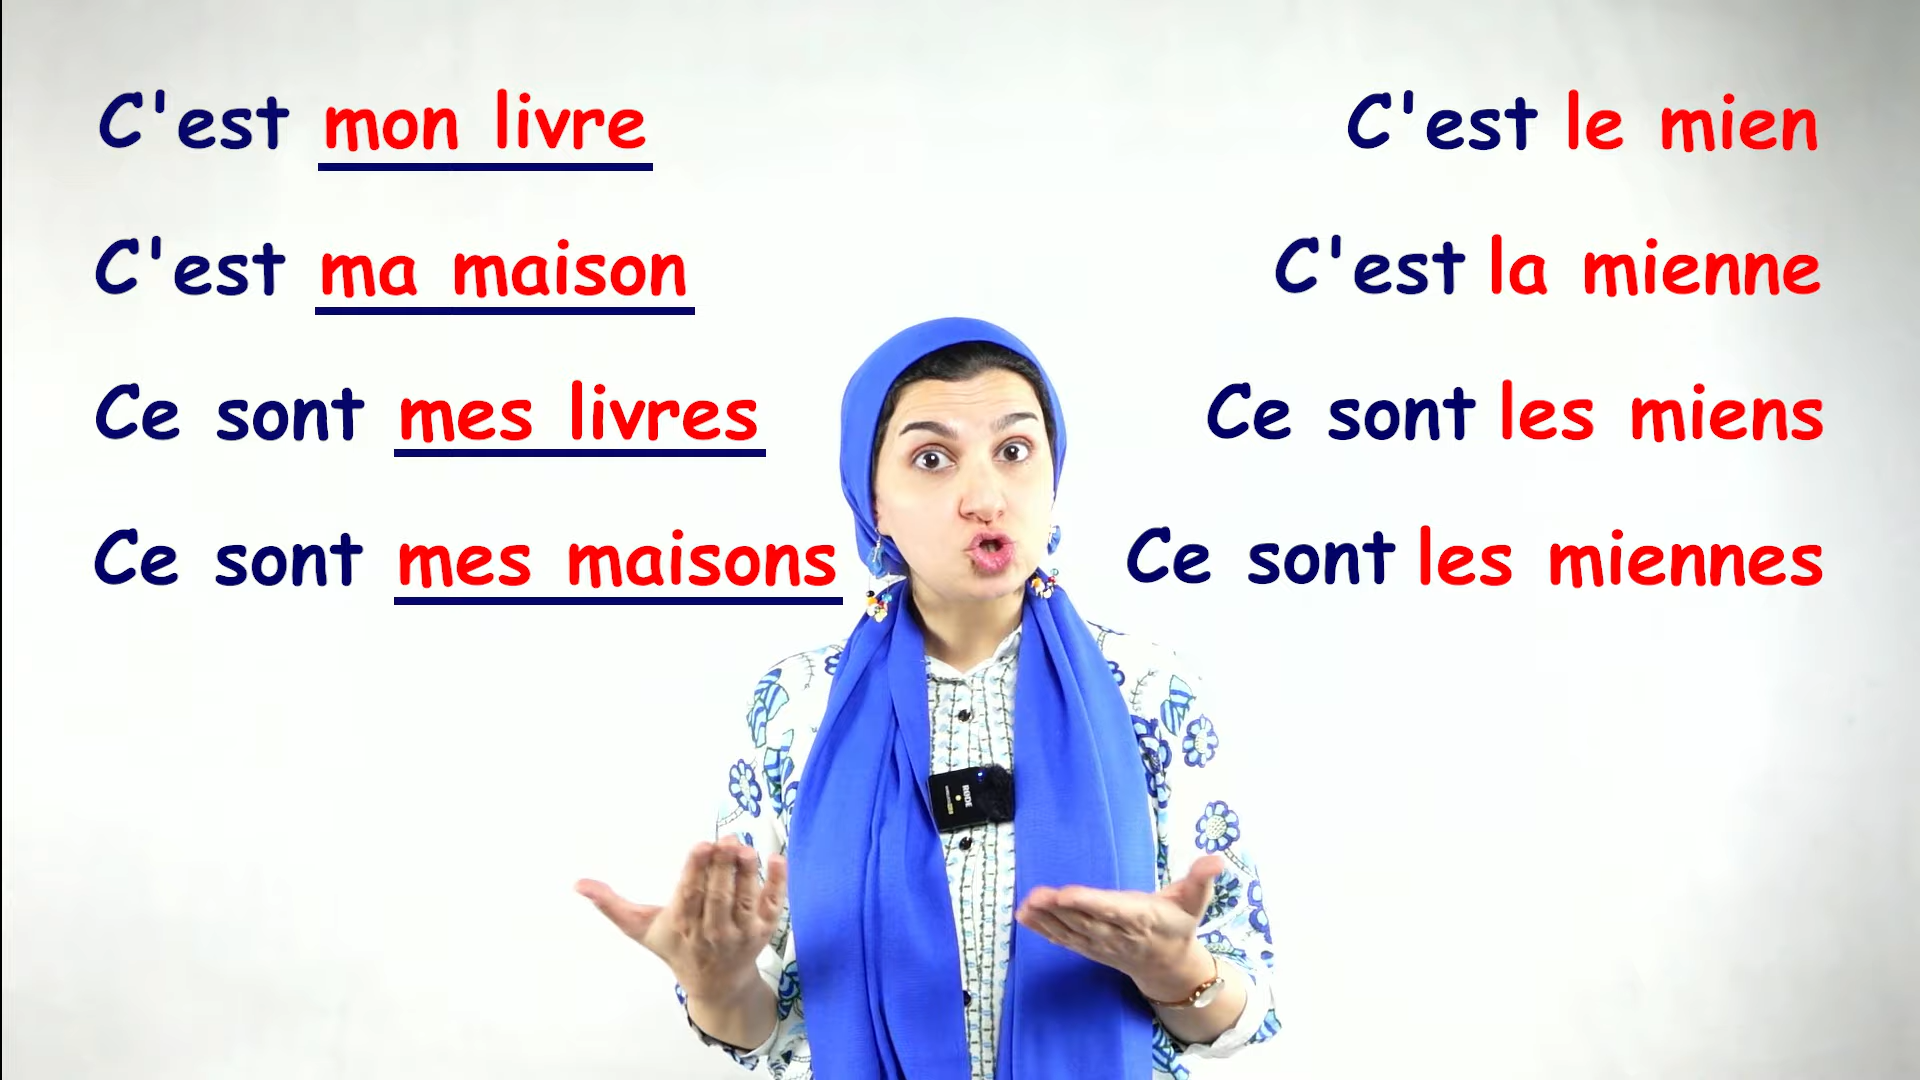 C'est mon livre
C'est le mien
C'est ma maison
C'est la mienne
Ce sont mes livres
Ce sont les miens
Ce sont mes maisons
Ce sont les miennes
RØDE